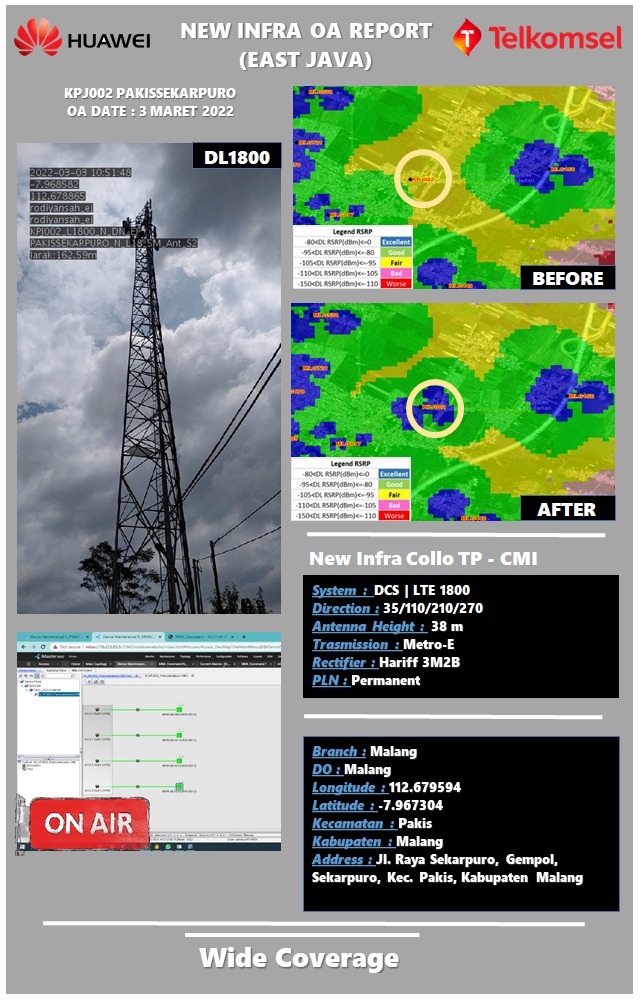 HUAWEI
NEW INFRA OA REPORT
(EAST JAVA)
Telkomsel
KPJ002 PAKISSEKARPURO
OA DATE : 3 MARET 2022
DL1800
2022-03-03 10:51:48
-7.968582
112.678865
rodiyansah_ei
rodiyansah_ei
PAKISSEKARPURO_N_L18_5M_Ant_S2
Jarak:162.59m
KPJ002
Legend RSRP
-80<DL RSRP(dBm)<=0 Excellent
-95<DL RSRP(dBm)<=-80 Good
-105<DL RSRP(dBm)<=-95 Fair
-110<DL RSRP(dBm)<=-105 Bad
-150<DL RSRP(dBm)<=-110 Worse
BEFORE
KPJ002
Legend RSRP
-80<DL RSRP(dBm)<=0 Excellent
-95<DL RSRP(dBm)<=-80 Good
-105<DL RSRP(dBm)<=-95 Fair
-110<DL RSRP(dBm)<=-105 Bad
-150<DL RSRP(dBm)<=-110 Worse
AFTER
New Infra Collo TP - CMI
System : DCS | LTE 1800
Direction : 35/110/210/270
Antenna Height : 38 m
Trasmission : Metro-E
Rectifier : Hariff 3M2B
PLN : Permanent
ON AIR
Branch : Malang
DO : Malang
Longitude : 112.679594
Latitude : -7.967304
Kecamatan : Pakis
Kabupaten : Malang
Address : Jl. Raya Sekarpuro, Gempol,
Sekarpuro, Kec. Pakis, Kabupaten Malang
Wide Coverage